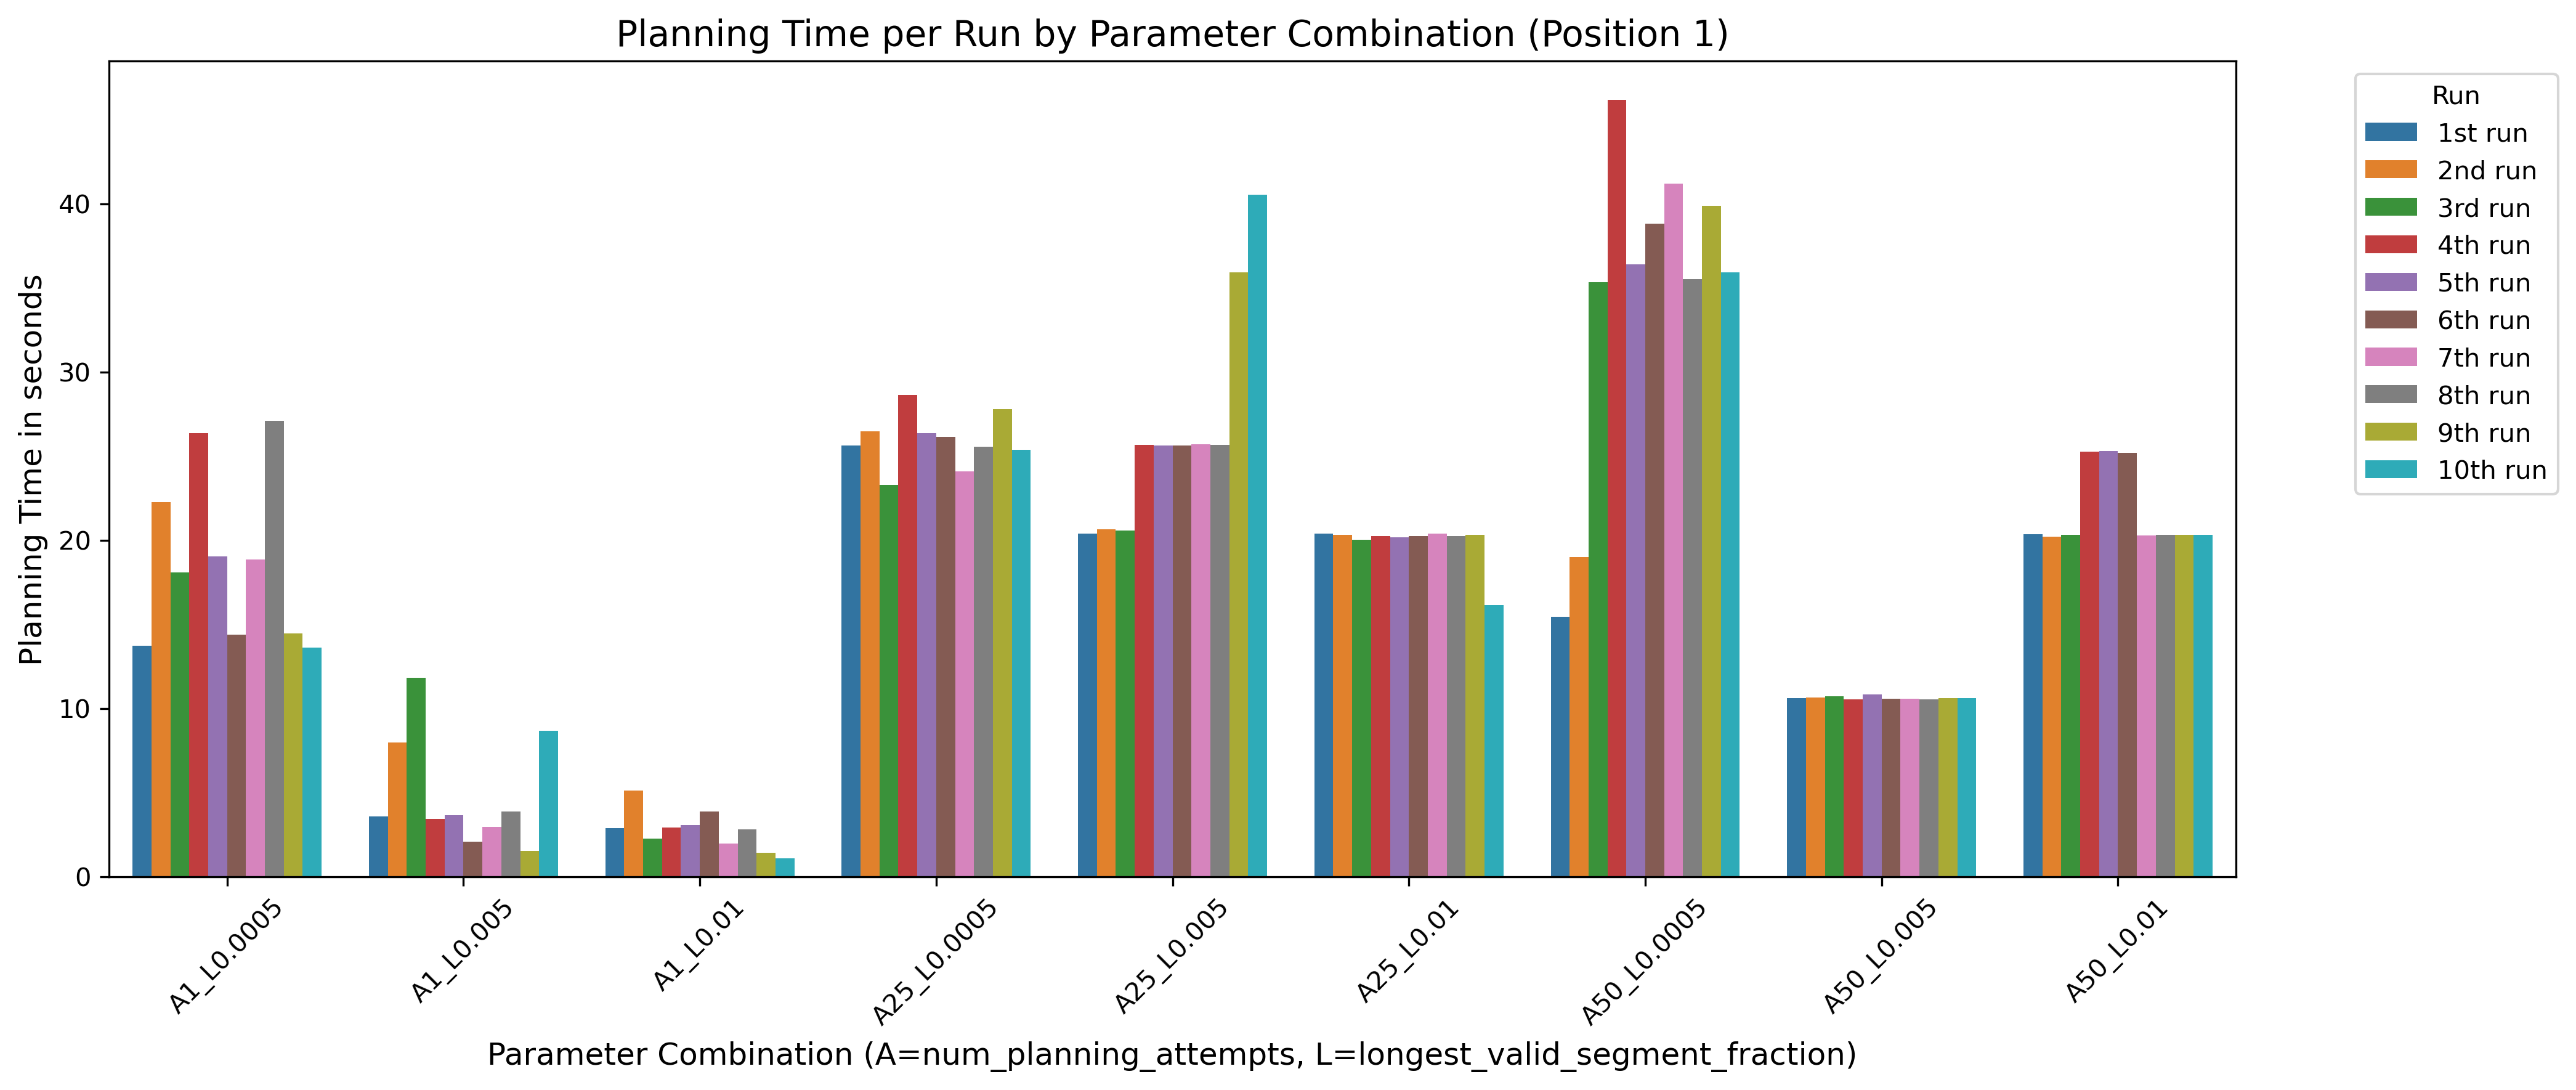 Planning Time per Run by Parameter Combination (Position 1)
Planning Time in seconds
40
30
20
10
0
A1_L0.0005
A1_L0.005
A1_L0.01
A25_L0.0005
A25_L0.005
A25_L0.01
A50_L0.0005
A50_L0.005
A50_L0.01
Parameter Combination (A=num_planning_attempts, L=longest_valid_segment_fraction)
Run
1st run
2nd run
3rd run
4th run
5th run
6th run
7th run
8th run
9th run
10th run